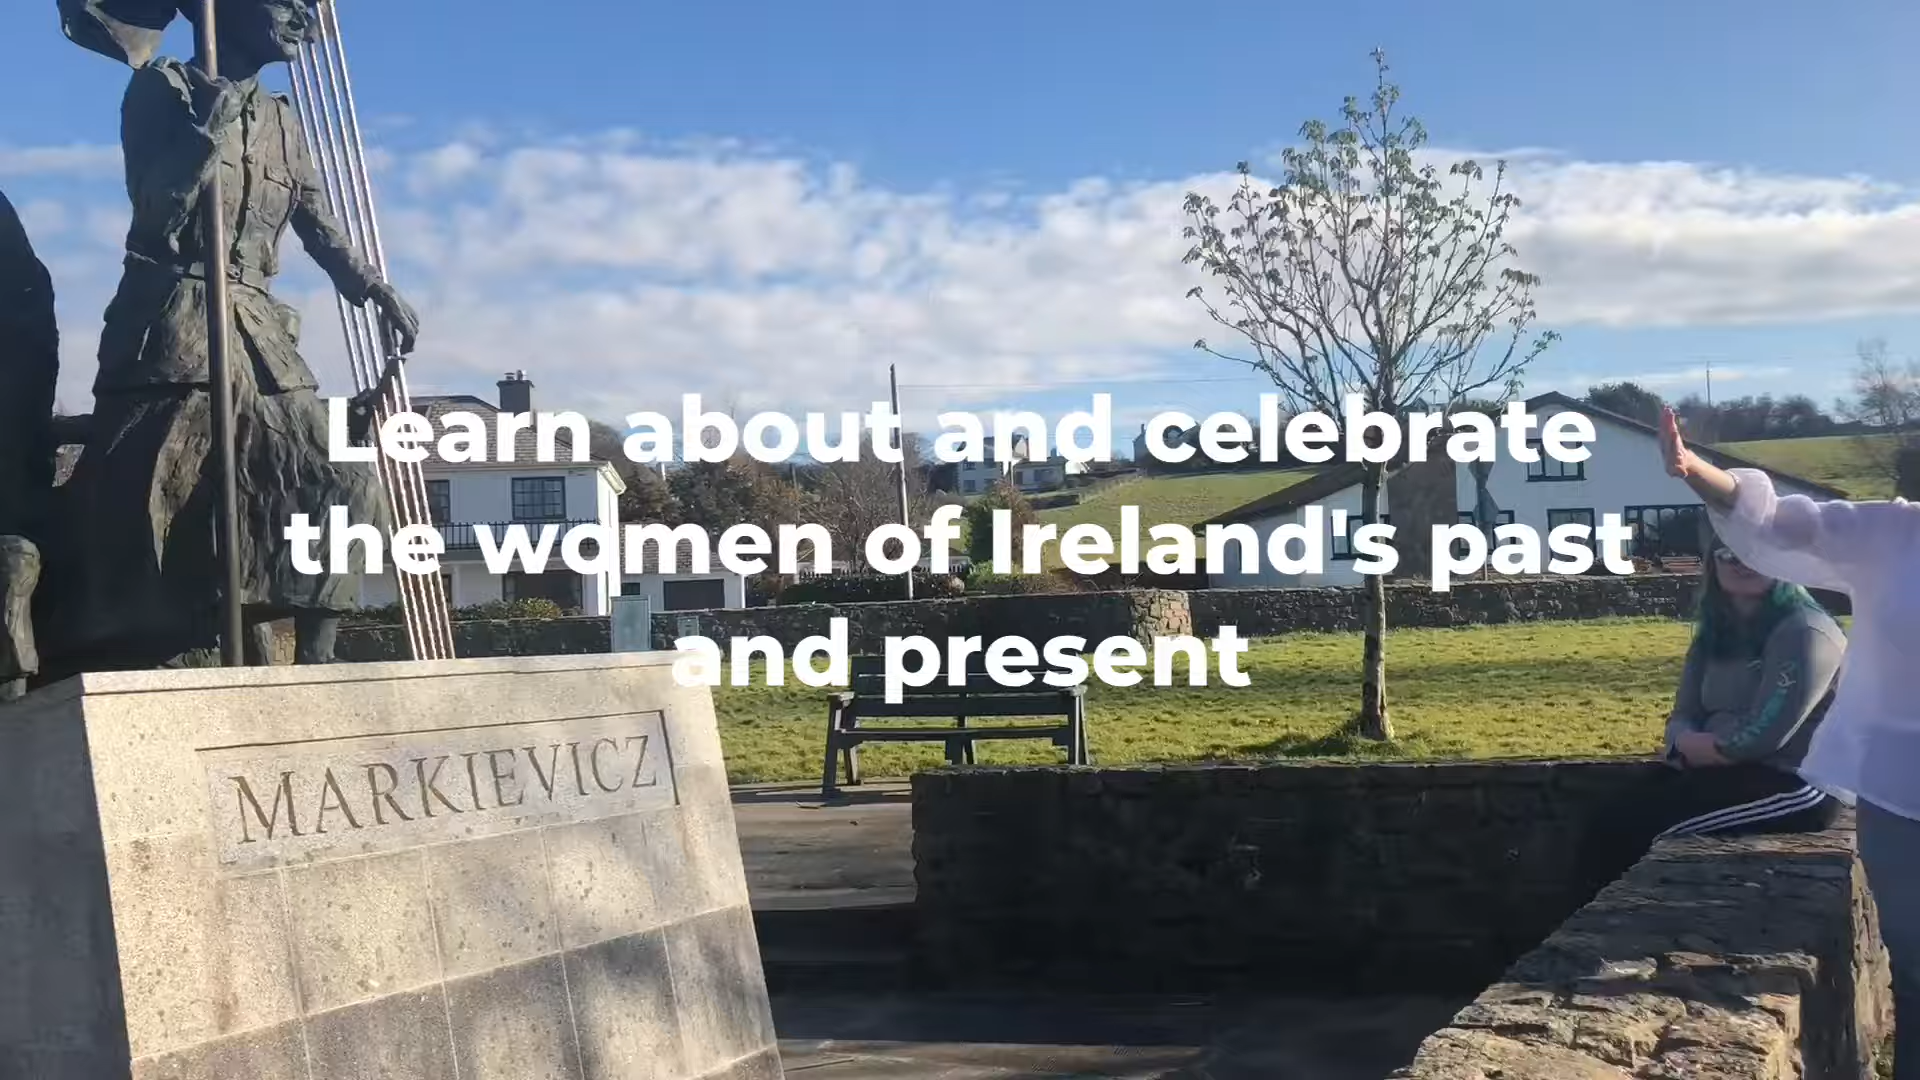 Learn about and celebrate
the women of Ireland's past
and present
MARKIEVICZ